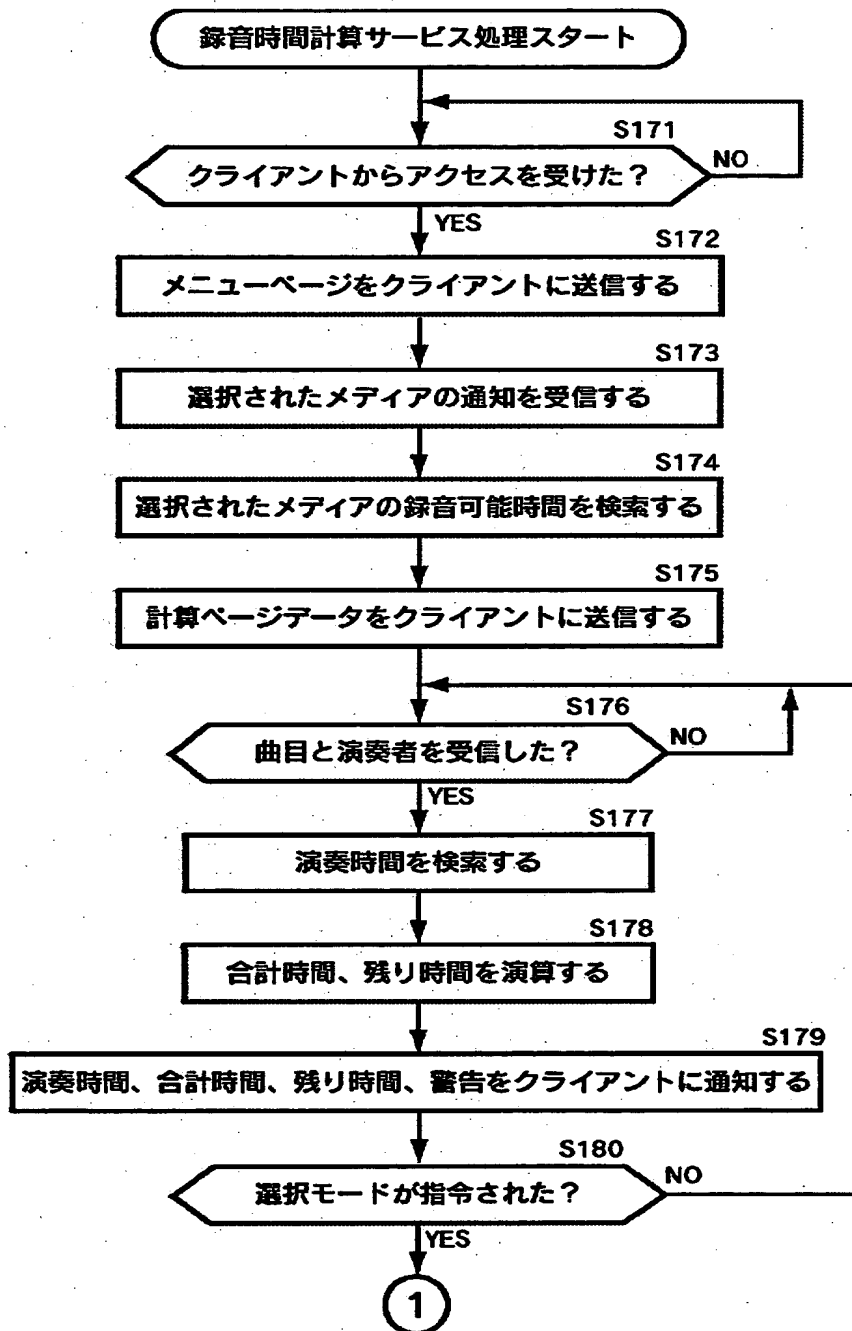 録音時間計算サービス処理スタート
S171
クライアントからアクセスを受けた？
NO
YES
S172
メニューページをクライアントに送信する
S173
選択されたメディアの通知を受信する
S174
選択されたメディアの録音可能時間を検索する
S175
計算ページデータをクライアントに送信する
S176
曲目と演奏者を受信した？
NO
YES
S177
演奏時間を検索する
S178
合計時間、残り時間を演算する
S179
演奏時間、合計時間、残り時間、警告をクライアントに通知する
S180
選択モードが指令された？
NO
YES
1